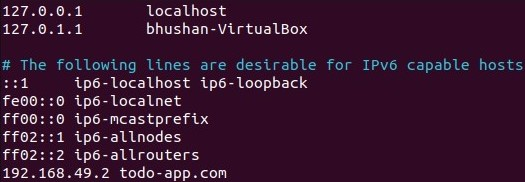 127.0.0.1 localhost
127.0.1.1 bhushan-VirtualBox
# The following lines are desirable for IPv6 capable hosts
::1 ip6-localhost ip6-loopback
fe00::0 ip6-localnet
ff00::0 ip6-mcastprefix
ff02::1 ip6-allnodes
ff02::2 ip6-allrouters
192.168.49.2 todo-app.com